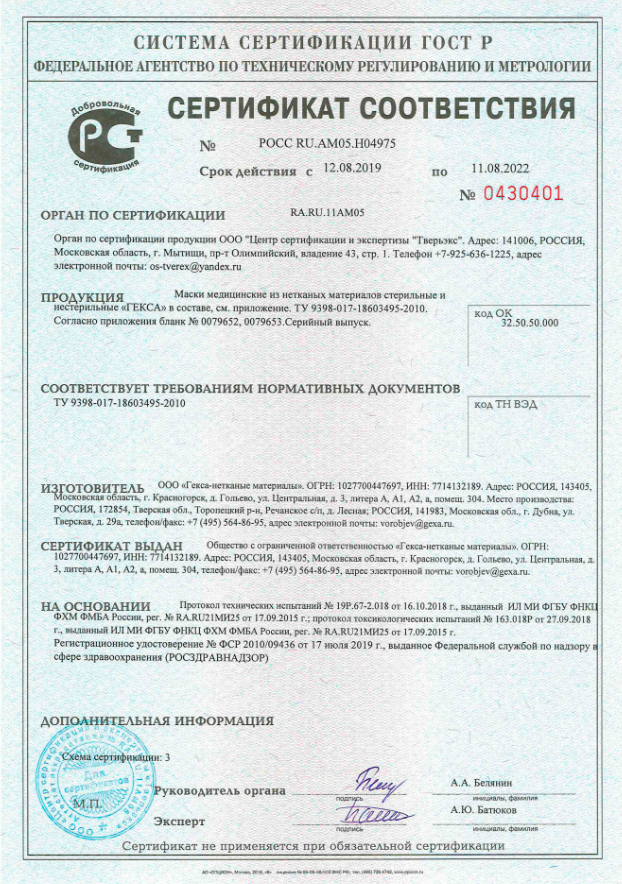 СИСТЕМА СЕРТИФИКАЦИИ ГОСТ Р
ФЕДЕРАЛЬНОЕ АГЕНТСТВО ПО ТЕХНИЧЕСКОМУ РЕГУЛИРОВАНИЮ И МЕТРОЛОГИИ
Добровольная
сертификация
СЕРТИФИКАТ СООТВЕТСТВИЯ
№ РОСС RU.АМ05.Н04975
Срок действия с 12.08.2019 по 11.08.2022
№ 0430401
ОРГАН ПО СЕРТИФИКАЦИИ RA.RU.11АМ05
Орган по сертификации продукции ООО "Центр сертификации и экспертизы "Тверьэкс". Адрес: 141006, РОССИЯ,
Московская область, г. Мытищи, пр-т Олимпийский, владение 43, стр. 1. Телефон +7-925-636-1225, адрес
электронной почты: os-tverex@yandex.ru
ПРОДУКЦИЯ Маски медицинские из нетканых материалов стерильные и
нестерильные «ГЕКСА» в составе, см. приложение. ТУ 9398-017-18603495-2010.
Согласно приложения бланк № 0079652, 0079653.Серийный выпуск.
код ОК
32.50.50.000
СООТВЕТСТВУЕТ ТРЕБОВАНИЯМ НОРМАТИВНЫХ ДОКУМЕНТОВ
ТУ 9398-017-18603495-2010
код ТН ВЭД
ИЗГОТОВИТЕЛЬ ООО «Гекса-нетканые материалы». ОГРН: 1027700447697, ИНН: 7714132189. Адрес: РОССИЯ, 143405,
Московская область, г. Красногорск, д. Гольево, ул. Центральная, д. 3, литера А, А1, А2, а, помещ. 304. Место производства:
РОССИЯ, 172854, Тверская обл., Торопецкий р-н, Речанское с/п, д. Лесная; РОССИЯ, 141983, Московская обл., г. Дубна, ул.
Тверская, д. 29а, телефон/факс: +7 (495) 564-86-95, адрес электронной почты: vorobjev@gexa.ru.
СЕРТИФИКАТ ВЫДАН Общество с ограниченной ответственностью «Гекса-нетканые материалы». ОГРН:
1027700447697, ИНН: 7714132189. Адрес: РОССИЯ, 143405, Московская область, г. Красногорск, д. Гольево, ул. Центральная, д.
3, литера А, А1, А2, а, помещ. 304, телефон/факс: +7 (495) 564-86-95, адрес электронной почты: vorobjev@gexa.ru.
НА ОСНОВАНИИ Протокол технических испытаний № 19Р.67-2.018 от 16.10.2018 г., выданный ИЛ МИ ФГБУ ФНКЦ
ФХМ ФМБА России, рег. № RA.RU21МИ25 от 17.09.2015 г.; протокол токсикологических испытаний № 163.018Р от 27.09.2018
г., выданный ИЛ МИ ФГБУ ФНКЦ ФХМ ФМБА России, рег. № RA.RU21МИ25 от 17.09.2015 г.
Регистрационное удостоверение № ФСР 2010/09436 от 17 июля 2019 г., выданное Федеральной службой по надзору в
сфере здравоохранения (РОСЗДРАВНАДЗОР)
ДОПОЛНИТЕЛЬНАЯ ИНФОРМАЦИЯ
Схема сертификации: 3
Для
сертификатов
М.П.
Руководитель органа
подпись
А.А. Белянин
инициалы, фамилия
Эксперт
подпись
А.Ю. Батюков
инициалы, фамилия
Сертификат не применяется при обязательной сертификации